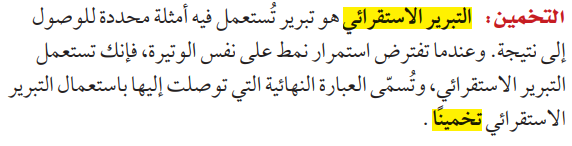 التخمين: التبرير الاستقرائي هو تبرير تُستعمل فيه أمثلة محددة للوصول
إلى نتيجة. وعندما تفترض استمرار نمط على نفس الوتيرة، فإنك تستعمل
التبرير الاستقرائي، وتُسمّى العبارة النهائية التي توصلت إليها باستعمال التبرير
الاستقرائي تخمينًا .